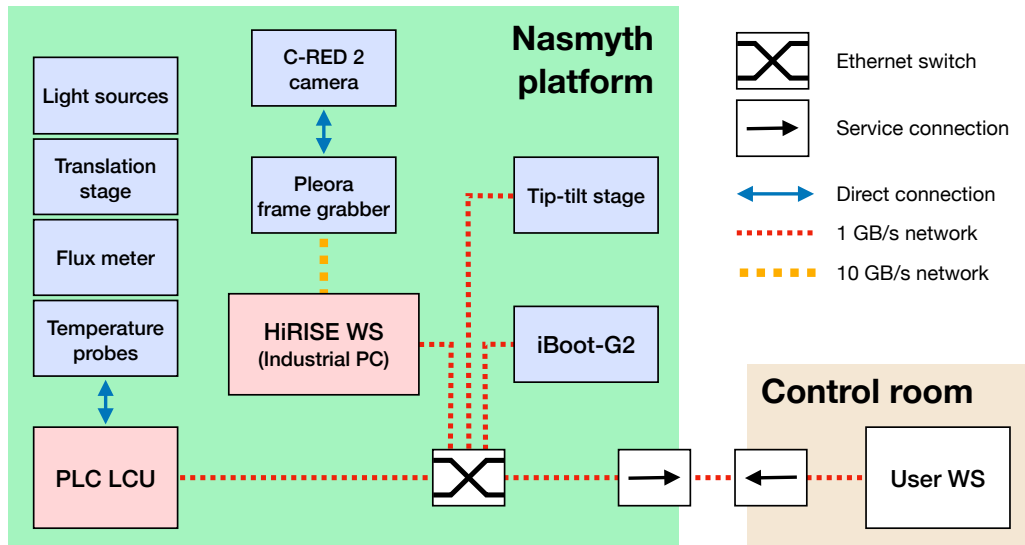 Nasmyth
platform
Light sources
Translation
stage
Flux meter
Temperature
probes
PLC LCU
C-RED 2
camera
Pleora
frame grabber
HiRISE WS
(Industrial PC)
Tip-tilt stage
iBoot-G2
Ethernet switch
Service connection
Direct connection
1 GB/s network
10 GB/s network
Control room
User WS